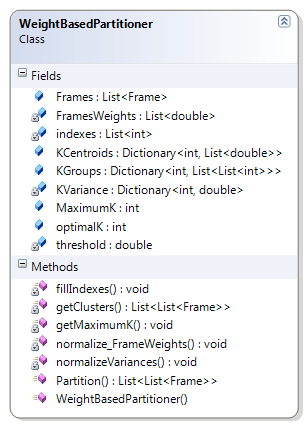 WeightBasedPartitioner
Class
Fields
Frames : List<Frame>
FramesWeights : List<double>
indexes : List<int>
KCentroids : Dictionary<int, List<double>>
KGroups : Dictionary<int, List<List<int>>>
KVariance : Dictionary<int, double>
MaximumK : int
optimalK : int
threshold : double
Methods
fillIndexes() : void
getClusters() : List<List<Frame>>
getMaximumK() : void
normalize_FrameWeights() : void
normalizeVariances() : void
Partition() : List<List<Frame>>
WeightBasedPartitioner()